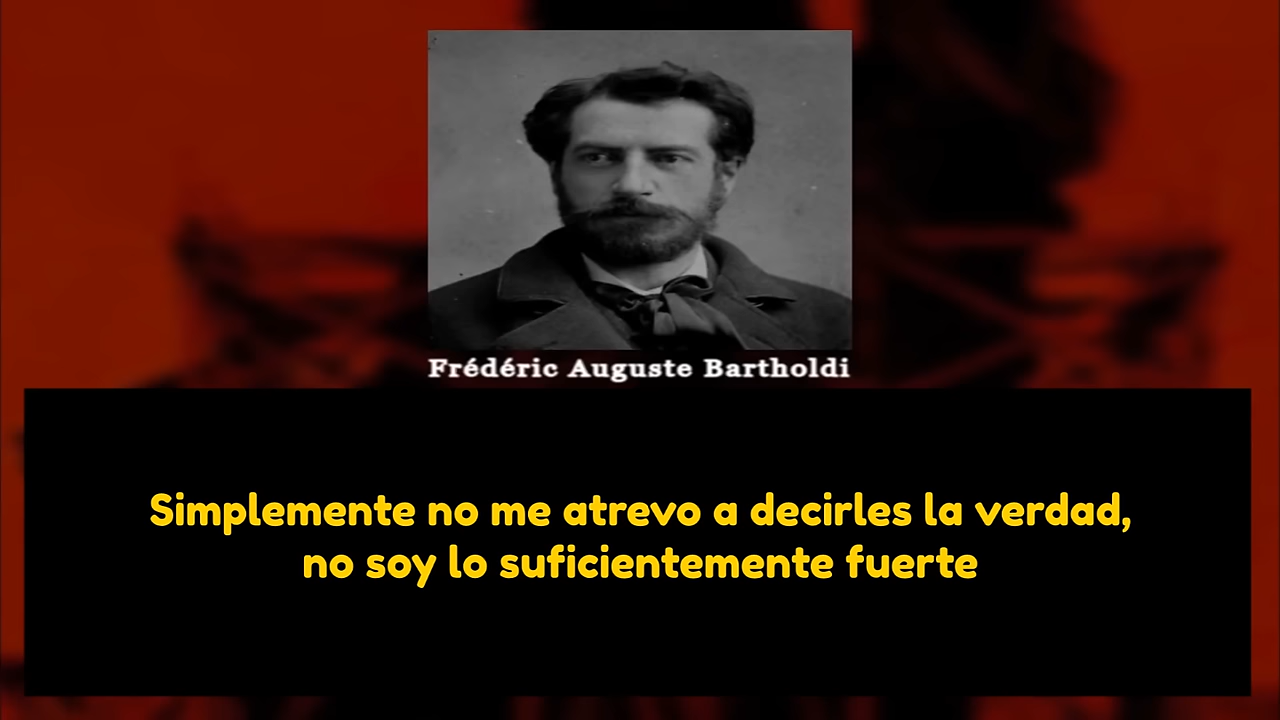 Frédéric Auguste Bartholdi
Simplemente no me atrevo a decirles la verdad,
no soy lo suficientemente fuerte